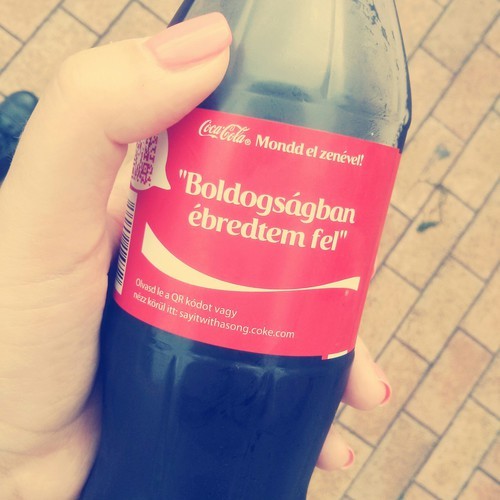 Coca-Cola® Mondd el zenével!
"Boldogságban
ébredtem fel"
Olvasd le a QR kódot vagy
nézz körül itt: sayitwithasong.coke.com